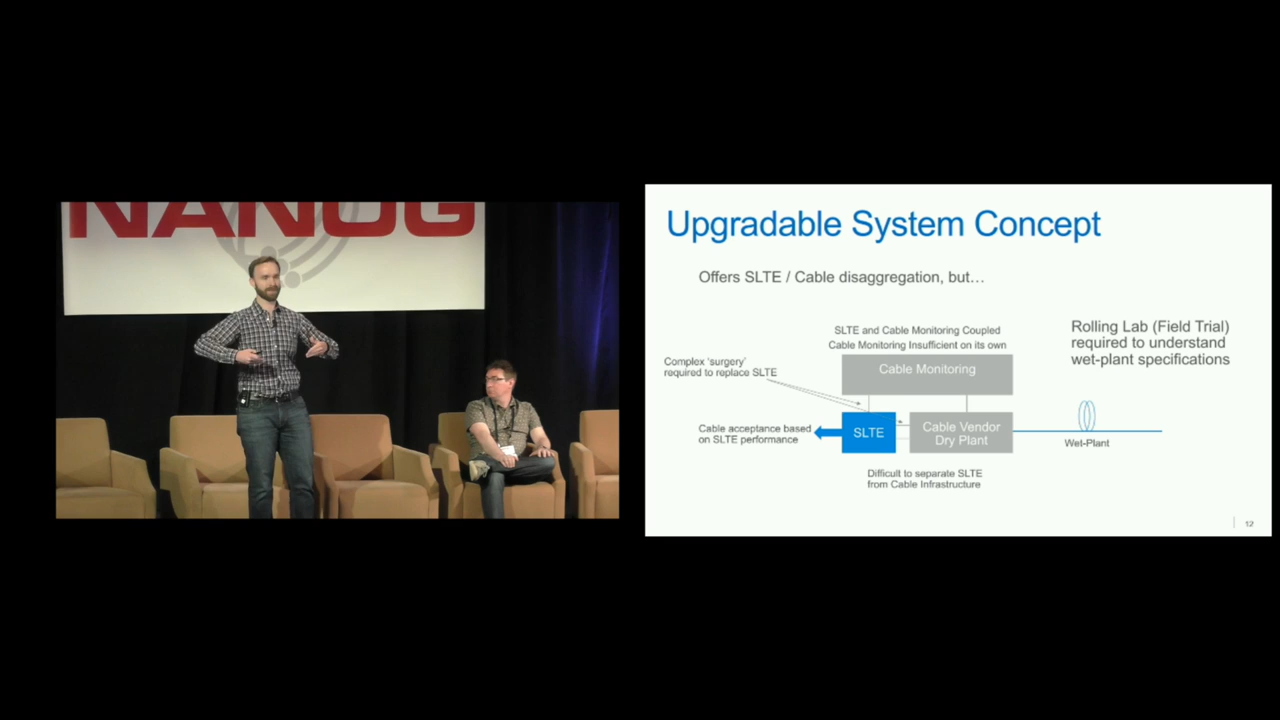 NANOG
Upgradable System Concept
Offers SLTE / Cable disaggregation, but…
SLTE and Cable Monitoring Coupled
Cable Monitoring Insufficient on its own
Rolling Lab (Field Trial)
required to understand
wet-plant specifications
Complex ‘surgery’
required to replace SLTE
Cable Monitoring
Cable acceptance based
on SLTE performance
SLTE
Cable Vendor
Dry Plant
Wet-Plant
Difficult to separate SLTE
from Cable Infrastructure
12